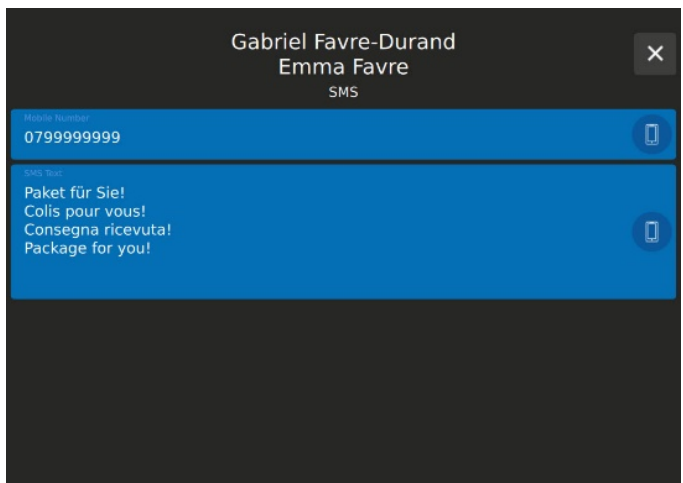 Gabriel Favre-Durand
Emma Favre
SMS
Mobile Number
0799999999
SMS Text
Paket für Sie!
Colis pour vous!
Consegna ricevuta!
Package for you!